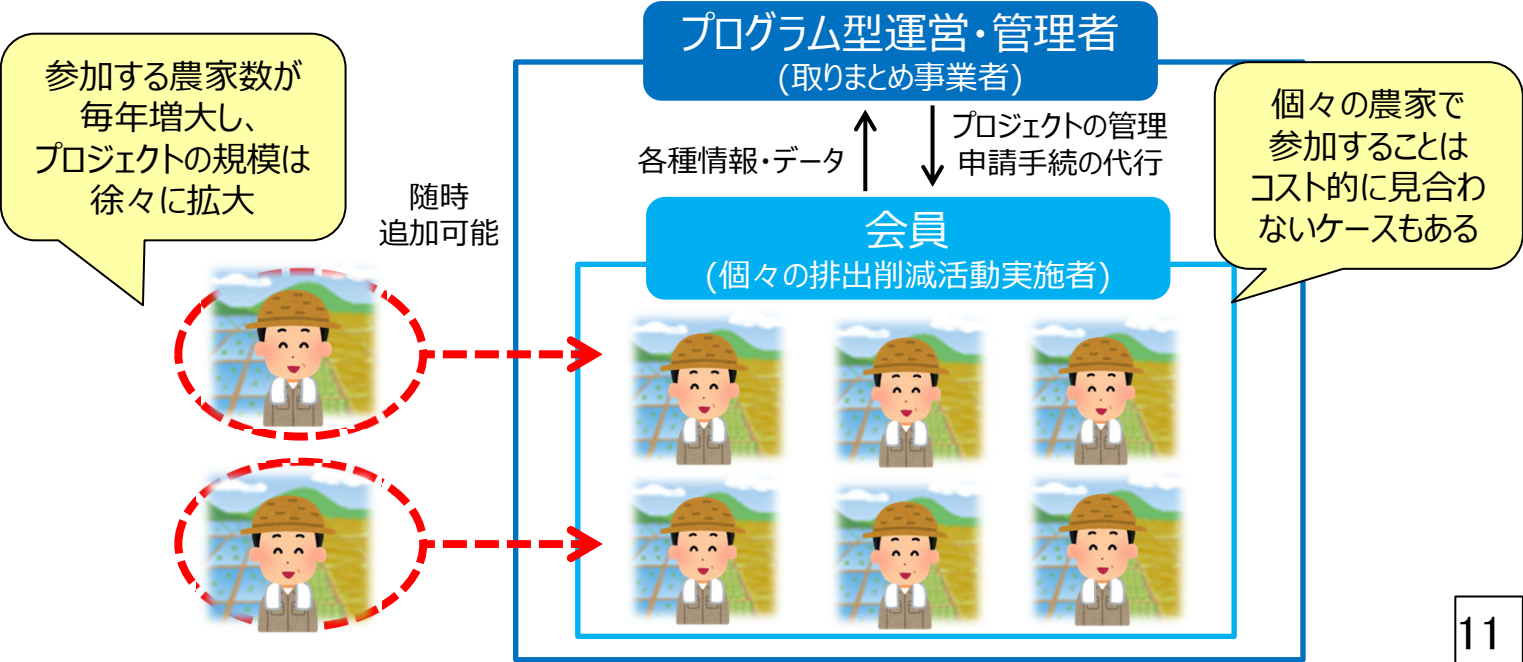 プログラム型運営・管理者
(取りまとめ事業者)
参加する農家数が
毎年増大し、
プロジェクトの規模は
徐々に拡大
個々の農家で
参加することは
コスト的に見合わ
ないケースもある
各種情報・データ
プロジェクトの管理
申請手続の代行
随時
追加可能
会員
(個々の排出削減活動実施者)
11